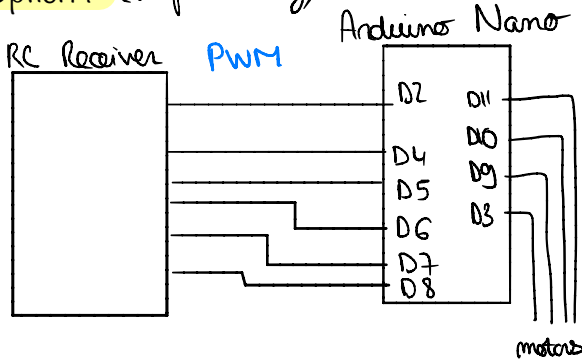 Arduino Nano
RC Receiver PWM
D2 D11
D10
D4
D9
D5
D3
D6
D7
D8
motors